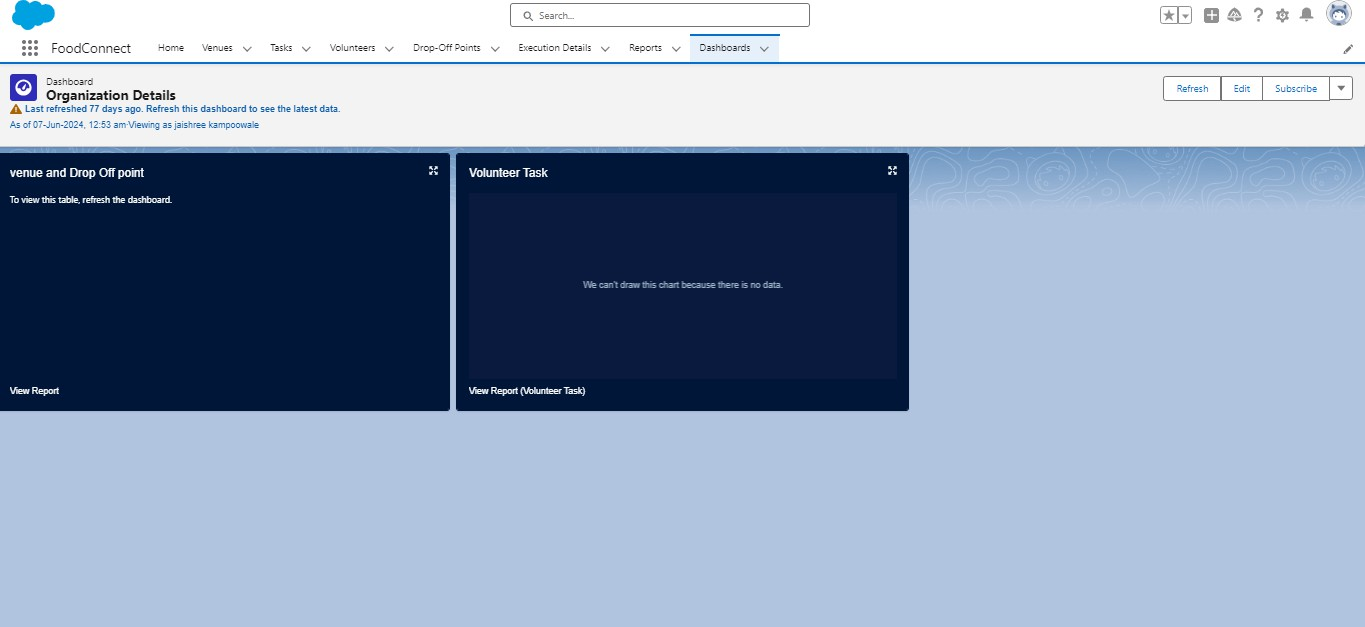 Search...
FoodConnect Home Venues Tasks Volunteers Drop-Off Points Execution Details Reports Dashboards
Dashboard
Organization Details
Last refreshed 77 days ago. Refresh this dashboard to see the latest data.
As of 07-Jun-2024, 12:53 am·Viewing as jaishree kampoowale
Refresh Edit Subscribe
venue and Drop Off point
To view this table, refresh the dashboard.
View Report
Volunteer Task
We can't draw this chart because there is no data.
View Report (Volunteer Task)